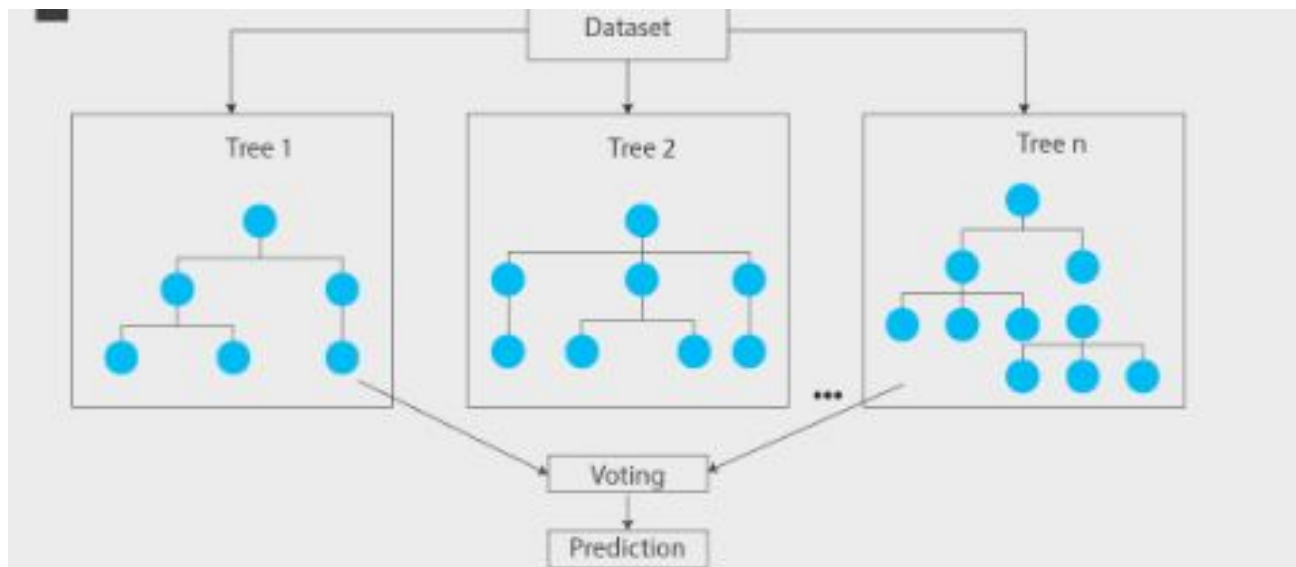 Dataset
Tree 1
Tree 2
Tree n
•••
Voting
Prediction